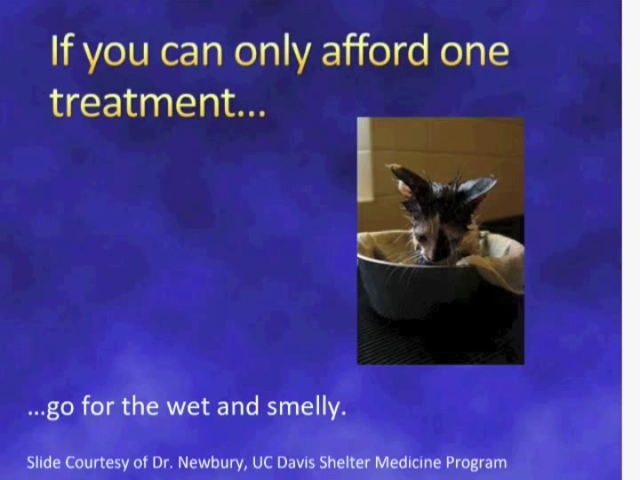 If you can only afford one
treatment...
...go for the wet and smelly.
Slide Courtesy of Dr. Newbury, UC Davis Shelter Medicine Program